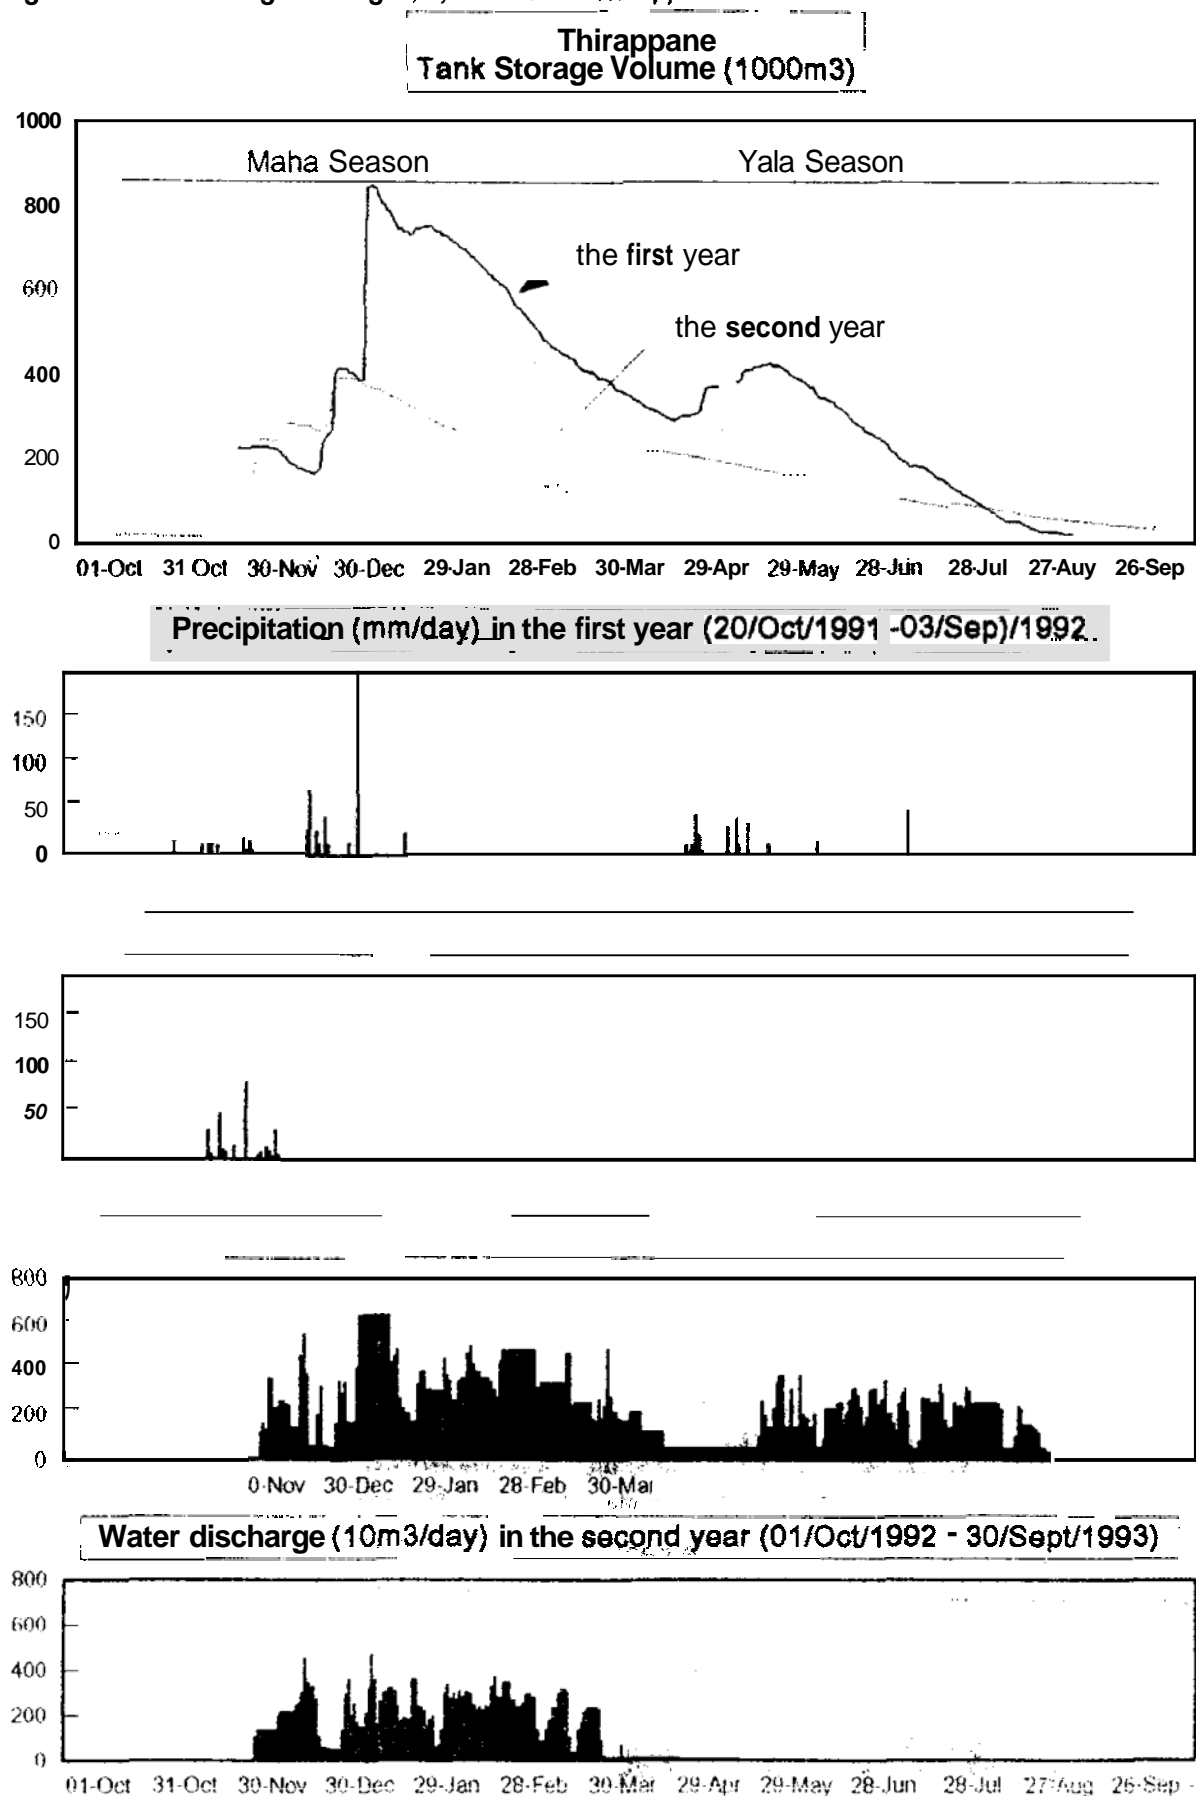 Thirappane
Tank Storage Volume (1000m3)
1000
Maha Season
Yala Season
800
the first year
600
the second year
400
200
0
01-Oct 31 Oct 30-Nov 30-Dec 29-Jan 28-Feb 30-Mar 29-Apr 29-May 28-Jun 28-Jul 27-Auy 26-Sep
Precipitation (mm/day) in the first year (20/Oct/1991 -03/Sep)/1992
150
100
50
0
150
100
50
800
600
400
200
0
0-Nov 30-Dec 29-Jan 28-Feb 30-Mar
Water discharge (10m3/day) in the second year (01/Oct/1992 - 30/Sept/1993)
800
600
400
200
0
01-Oct 31-Oct 30-Nov 30-Dec 29-Jan 28-Feb 30-Mar 29-Apr 29-May 28-Jun 28-Jul 27-Aug 26-Sep